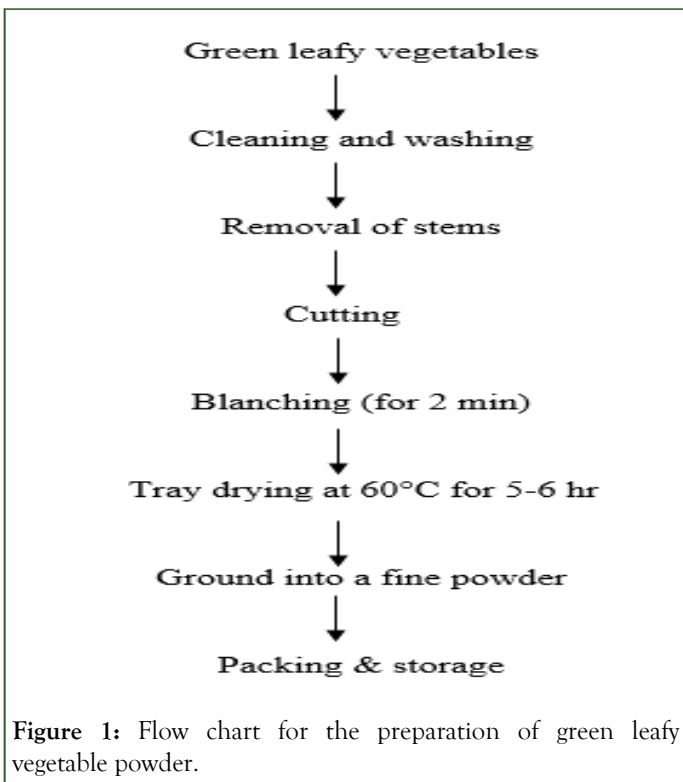 Green leafy vegetables
Cleaning and washing
Removal of stems
Cutting
Blanching (for 2 min)
Tray drying at 60°C for 5-6 hr
Ground into a fine powder
Packing & storage
Figure 1: Flow chart for the preparation of green leafy
vegetable powder.